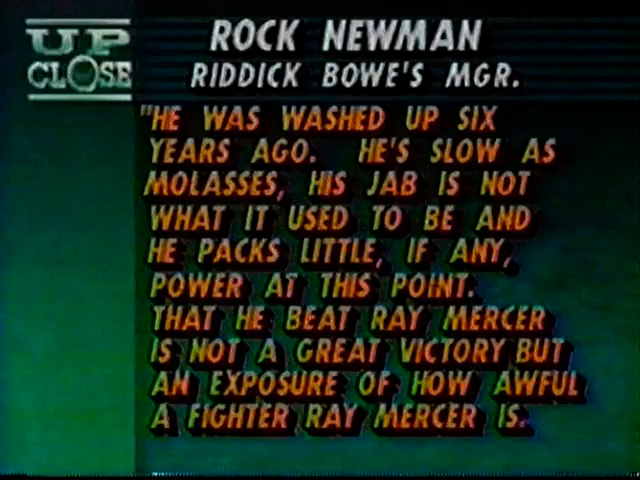 UP
CLOSE
ROCK NEWMAN
RIDDICK BOWE'S MGR.
"HE WAS WASHED UP SIX
YEARS AGO. HE'S SLOW AS
MOLASSES, HIS JAB IS NOT
WHAT IT USED TO BE AND
HE PACKS LITTLE, IF ANY,
POWER AT THIS POINT.
THAT HE BEAT RAY MERCER
IS NOT A GREAT VICTORY BUT
AN EXPOSURE OF HOW AWFUL
A FIGHTER RAY MERCER IS.